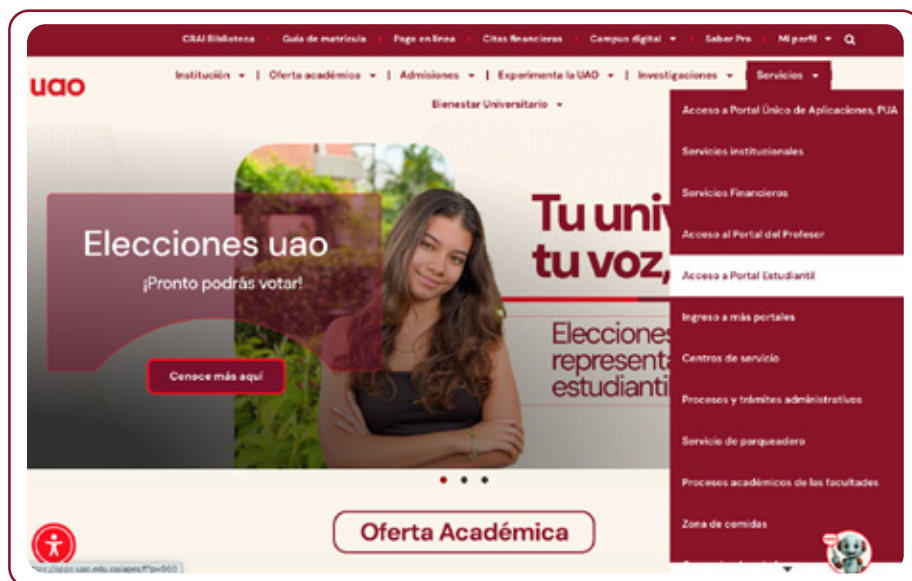 CRAI Biblioteca
Guía de matrícula
Pago en línea
Citas financieras
Campus digital
Saber Pro
Mi perfil
uao
Institución
Oferta académica
Admisiones
Experimenta la UAO
Investigaciones
Servicios
Bienestar Universitario
Acceso a Portal Único de Aplicaciones, PUA
Servicios institucionales
Servicios Financieros
Acceso al Portal del Profesor
Acceso a Portal Estudiantil
Ingreso a más portales
Centros de servicio
Procesos y trámites administrativos
Servicio de parqueadero
Procesos académicos de las facultades
Zona de comidas
Elecciones uao
¡Pronto podrás votar!
Conoce más aquí
Tu univ
tu voz,
Elecciones
represent
estudianti
Oferta Académica